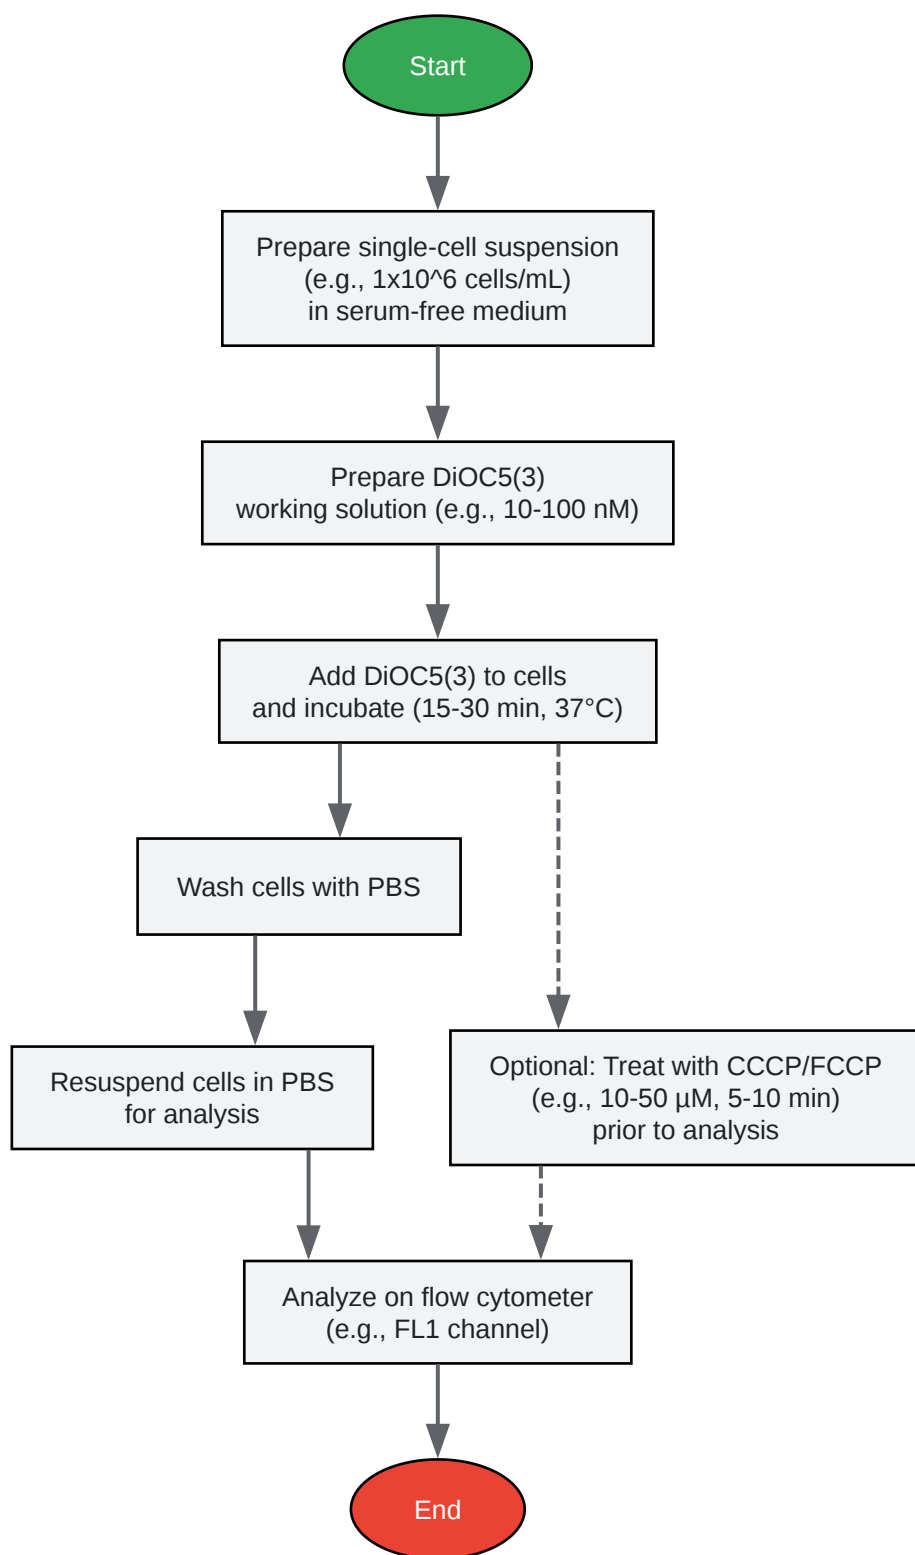 Start
Prepare single-cell suspension
(e.g., 1x10^6 cells/mL)
in serum-free medium
Prepare DiOC5(3)
working solution (e.g., 10-100 nM)
Add DiOC5(3) to cells
and incubate (15-30 min, 37°C)
Wash cells with PBS
Resuspend cells in PBS
for analysis
Optional: Treat with CCCP/FCCP
(e.g., 10-50 µM, 5-10 min)
prior to analysis
Analyze on flow cytometer
(e.g., FL1 channel)
End